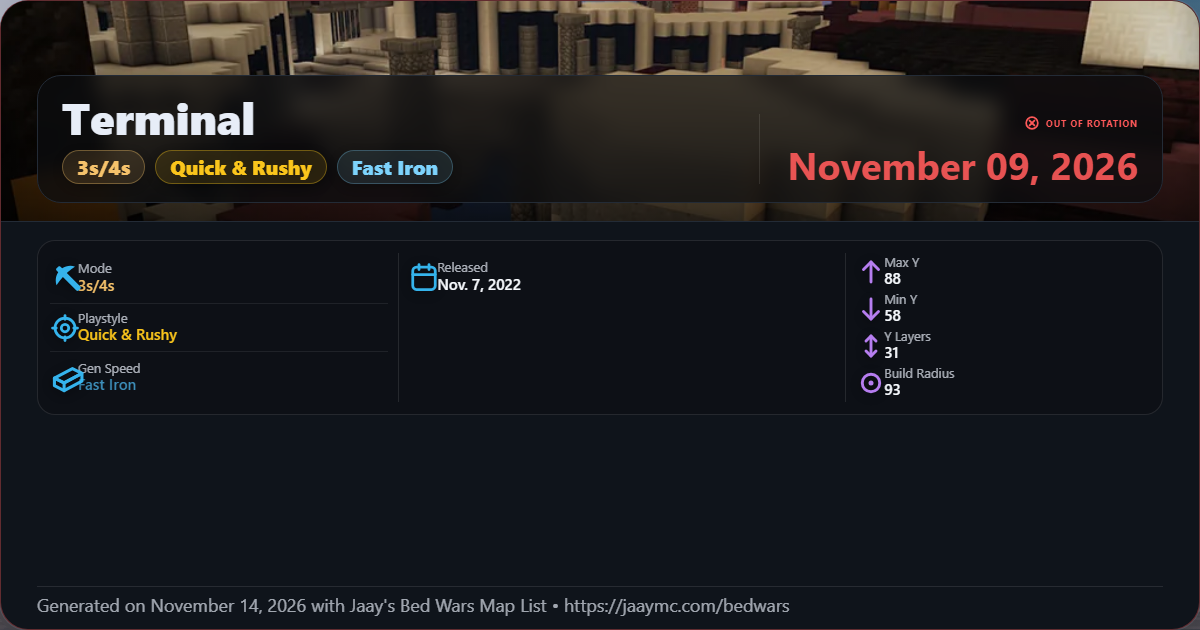 Terminal
3s/4s
Quick & Rushy
Fast Iron
OUT OF ROTATION
November 09, 2026
Mode
3s/4s
Playstyle
Quick & Rushy
Gen Speed
Fast Iron
Released
Nov. 7, 2022
Max Y
88
Min Y
58
Y Layers
31
Build Radius
93
Generated on November 14, 2026 with Jaay's Bed Wars Map List • https://jaaymc.com/bedwars